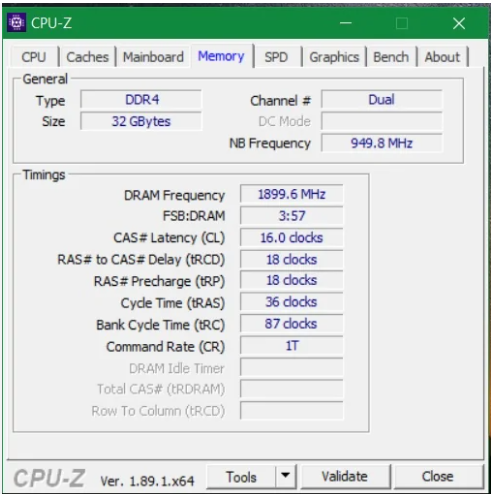 CPU-Z
CPU Caches Mainboard Memory SPD Graphics Bench About
General
Type DDR4 Channel # Dual
Size 32 GBytes DC Mode
NB Frequency 949.8 MHz
Timings
DRAM Frequency 1899.6 MHz
FSB:DRAM 3:57
CAS# Latency (CL) 16.0 clocks
RAS# to CAS# Delay (tRCD) 18 clocks
RAS# Precharge (tRP) 18 clocks
Cycle Time (tRAS) 36 clocks
Bank Cycle Time (tRC) 87 clocks
Command Rate (CR) 1T
DRAM Idle Timer
Total CAS# (tRDRAM)
Row To Column (tRCD)
CPU-Z Ver. 1.89.1.x64 Tools Validate Close